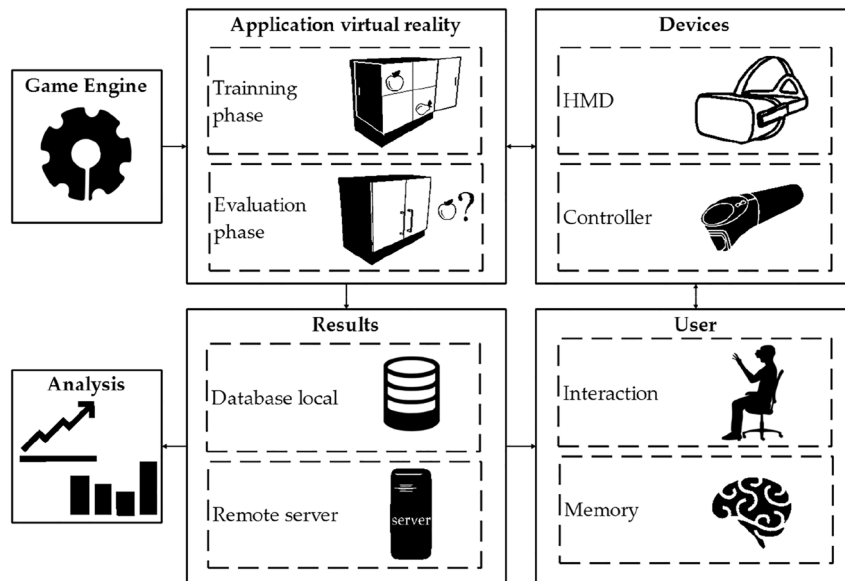 Game Engine
Application virtual reality
Trainning
phase
Evaluation
phase
?
Devices
HMD
Controller
Analysis
Results
Database local
Remote server
server
User
Interaction
Memory